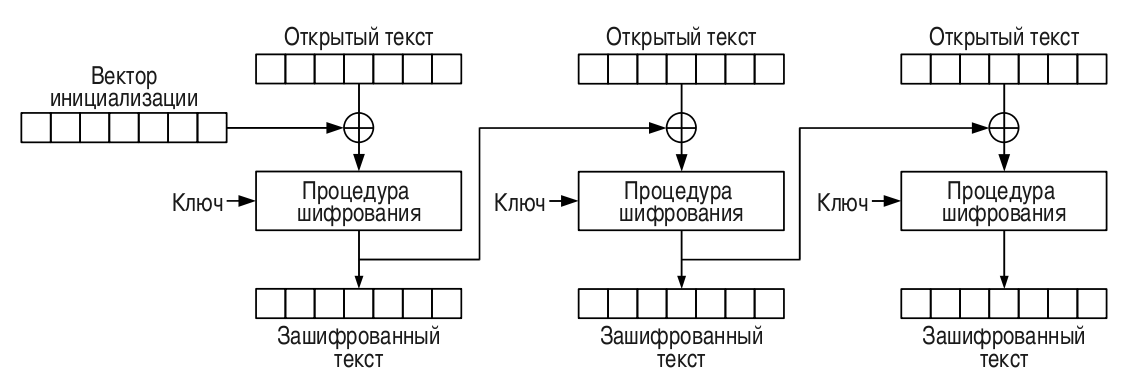 Открытый текст
Открытый текст
Открытый текст
Вектор
инициализации
Ключ
Процедура
шифрования
Ключ
Процедура
шифрования
Ключ
Процедура
шифрования
Зашифрованный
текст
Зашифрованный
текст
Зашифрованный
текст